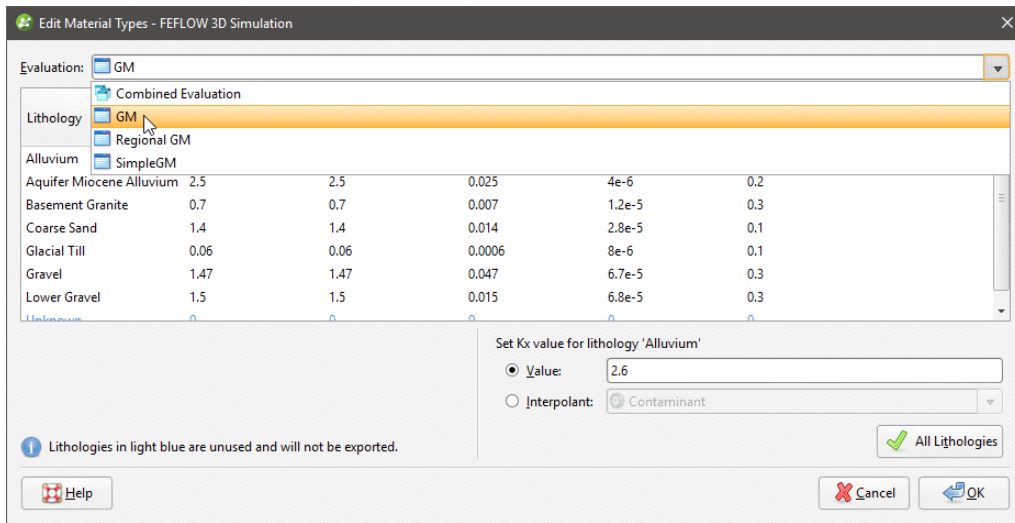 Edit Material Types - FEFLOW 3D Simulation
Evaluation: GM
Combined Evaluation
Lithology GM
Regional GM
Alluvium SimpleGM
Aquifer Miocene Alluvium 2.5 2.5 0.025 4e-6 0.2
Basement Granite 0.7 0.7 0.007 1.2e-5 0.3
Coarse Sand 1.4 1.4 0.014 2.8e-5 0.1
Glacial Till 0.06 0.06 0.0006 8e-6 0.1
Gravel 1.47 1.47 0.047 6.7e-5 0.3
Lower Gravel 1.5 1.5 0.015 6.8e-5 0.3
Unknown 0 0 0 0 0
Set Kx value for lithology 'Alluvium'
Value: 2.6
Interpolant: Contaminant
Lithologies in light blue are unused and will not be exported.
All Lithologies
Help Cancel OK